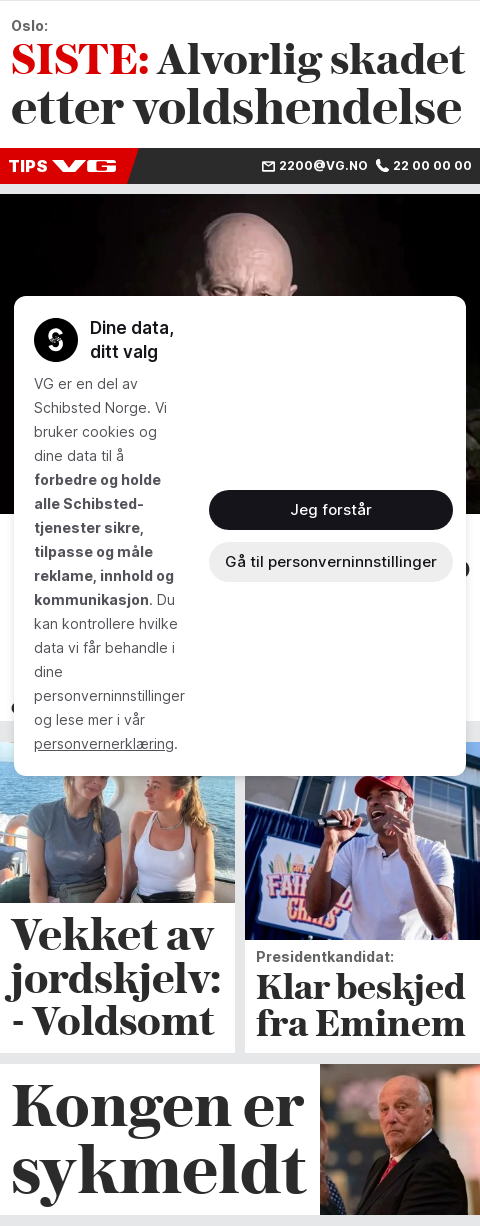 Oslo:
SISTE: Alvorlig skadet
etter voldshendelse
TIPS VG 2200@VG.NO 22 00 00 00
Dine data,
ditt valg
VG er en del av
Schibsted Norge. Vi
bruker cookies og
dine data til å
forbedre og holde
alle Schibsted-
tjenester sikre,
tilpasse og måle
reklame, innhold og
kommunikasjon. Du
kan kontrollere hvilke
data vi får behandle i
dine
personverninnstillinger
og lese mer i vår
personvernerklæring.
Jeg forstår
Gå til personverninnstillinger
Vekket av
jordskjelv:
- Voldsomt
Presidentkandidat:
Klar beskjed
fra Eminem
Kongen er
sykmeldt